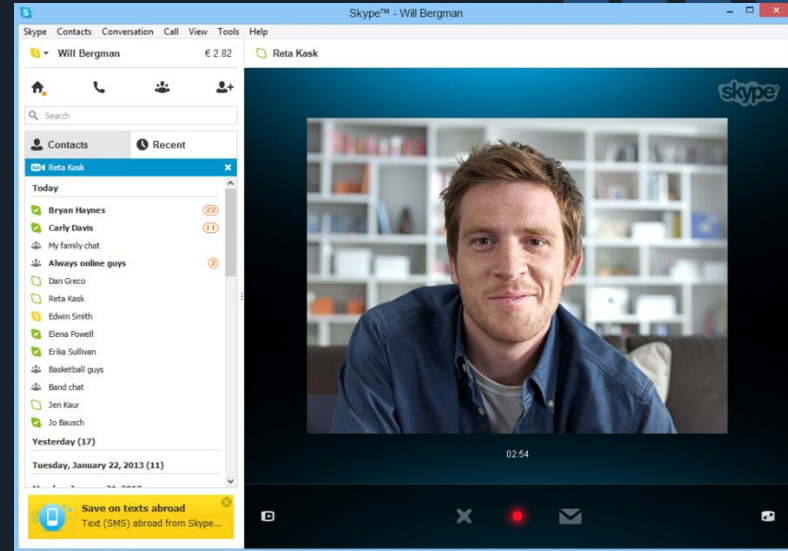 Skype™ - Will Bergman
Skype Contacts Conversation Call View Tools Help
Will Bergman € 2.82
Reta Kask
skype
Search
Contacts Recent
Reta Kask
Today
Bryan Haynes 22
Carly Davis 11
My family chat
Always online guys 2
Dan Greco
Reta Kask
Edwin Smith
Elena Powell
Erika Sullivan
Basketball guys
Band chat
Jen Kaur
Jo Bausch
Yesterday (17)
Tuesday, January 22, 2013 (11)
02:54
Save on texts abroad
Text (SMS) abroad from Skype...